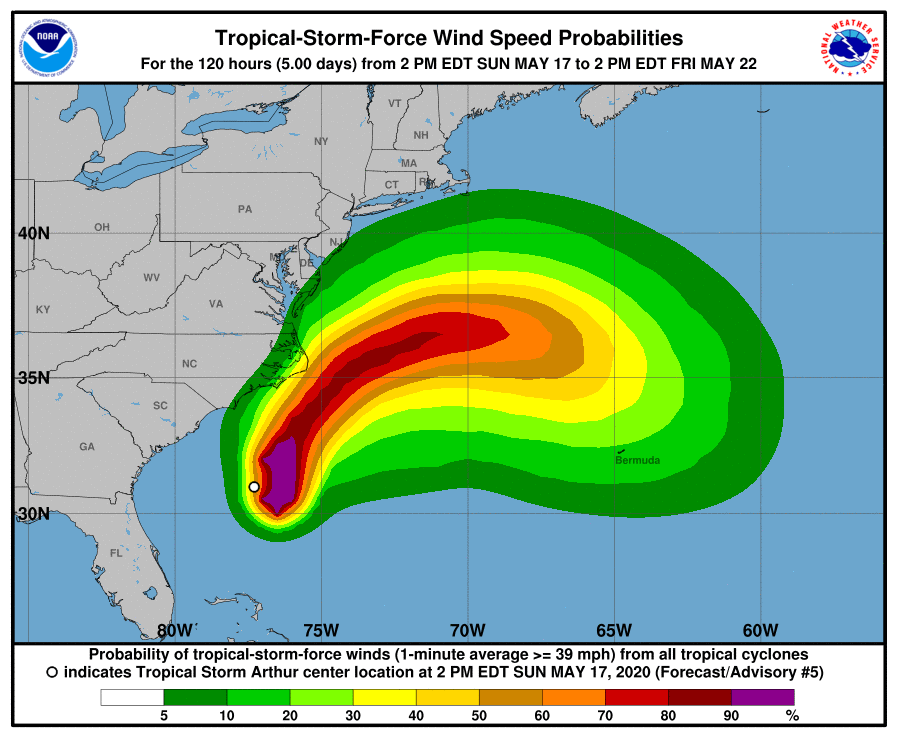 Tropical-Storm-Force Wind Speed Probabilities
For the 120 hours (5.00 days) from 2 PM EDT SUN MAY 17 to 2 PM EDT FRI MAY 22
NOAA
NATIONAL WEATHER SERVICE
VT
NH
NY
MA
CT
PA
NJ
OH
DE
WV
VA
KY
NC
SC
GA
FL
Bermuda
40N
35N
30N
80W 75W 70W 65W 60W
Probability of tropical-storm-force winds (1-minute average >= 39 mph) from all tropical cyclones
indicates Tropical Storm Arthur center location at 2 PM EDT SUN MAY 17, 2020 (Forecast/Advisory #5)
5 10 20 30 40 50 60 70 80 90 %